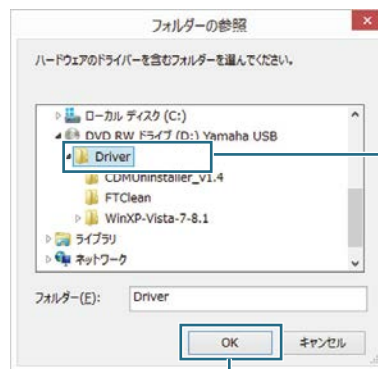 フォルダーの参照
ハードウェアのドライバーを含むフォルダーを選んでください。
ローカル ディスク (C:)
DVD RW ドライブ (D:) Yamaha USB
Driver
CDMUninstaller_v1.4
FTClean
WinXP-Vista-7-8.1
ライブラリ
ネットワーク
フォルダー(F): Driver
OK キャンセル